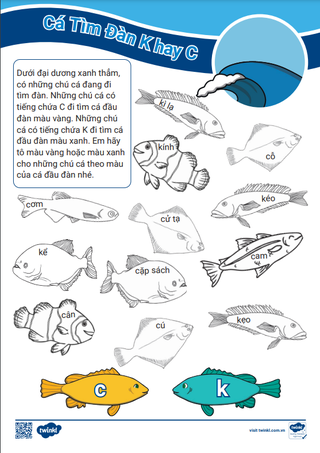 Cá Tìm Đàn K hay C
Dưới đại dương xanh thẳm,
có những chú cá đang đi
tìm đàn. Những chú cá có
tiếng chứa C đi tìm cá đầu
đàn màu vàng. Những chú
cá có tiếng chứa K đi tìm cá
đầu đàn màu xanh. Em hãy
tô màu vàng hoặc màu xanh
cho những chú cá theo màu
của cá đầu đàn nhé.
kì lạ
kính
cỗ
kéo
cơm
cử tạ
cam
kể
cặp sách
cân
cú
kẹo
c
k
twinkl
visit twinkl.com.vn
twinkl